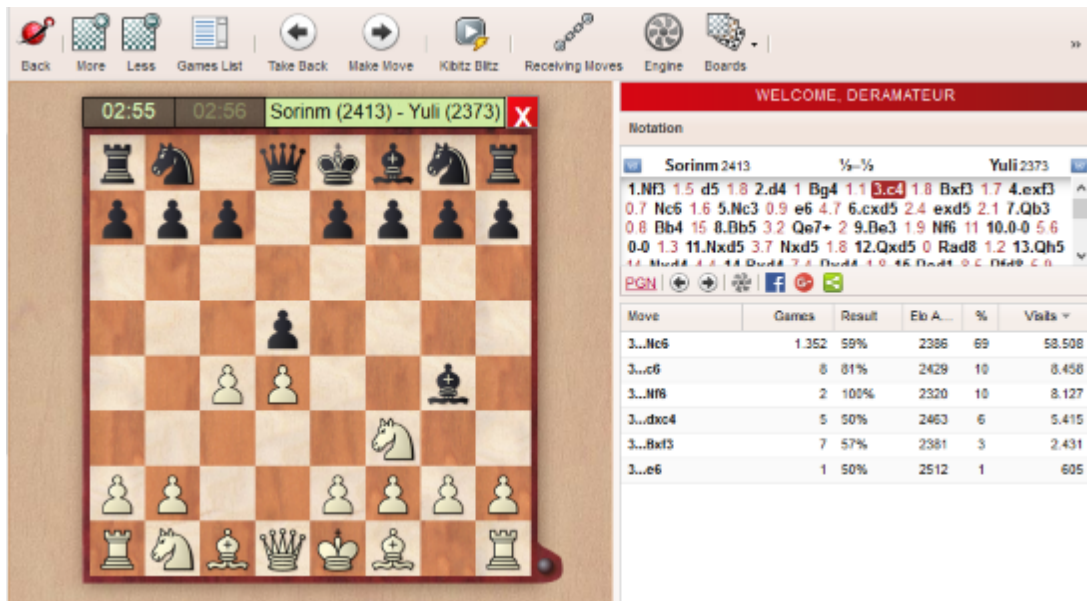 Back More Less Games List Take Back Make Move Kibitz Blitz Receiving Moves Engine Boards »
WELCOME, DERAMATEUR
02:55 02:56 Sorinm (2413) - Yuli (2373) X
Notation
Sorinm 2413 ½–½ Yuli 2373
1.Nf3 1.5 d5 1.8 2.d4 1 Bg4 1.1 3.c4 1.8 Bxf3 1.7 4.exf3
0.7 Nc6 1.6 5.Nc3 0.9 e6 4.7 6.cxd5 2.4 exd5 2.1 7.Qb3
0.8 Bb4 15 8.Bb5 3.2 Qe7+ 2 9.Be3 1.9 Nf6 11 10.0-0 5.6
0-0 1.3 11.Nxd5 3.7 Nxd5 1.8 12.Qxd5 0 Rad8 1.2 13.Qh5
PGN
Move Games Result Elo A... % Visits
3...Nc6 1.352 59% 2386 69 58.508
3...c6 8 81% 2429 10 8.458
3...Nf6 2 100% 2320 10 8.127
3...dxc4 5 50% 2463 6 5.415
3...Bxf3 7 57% 2381 3 2.431
3...e6 1 50% 2512 1 605